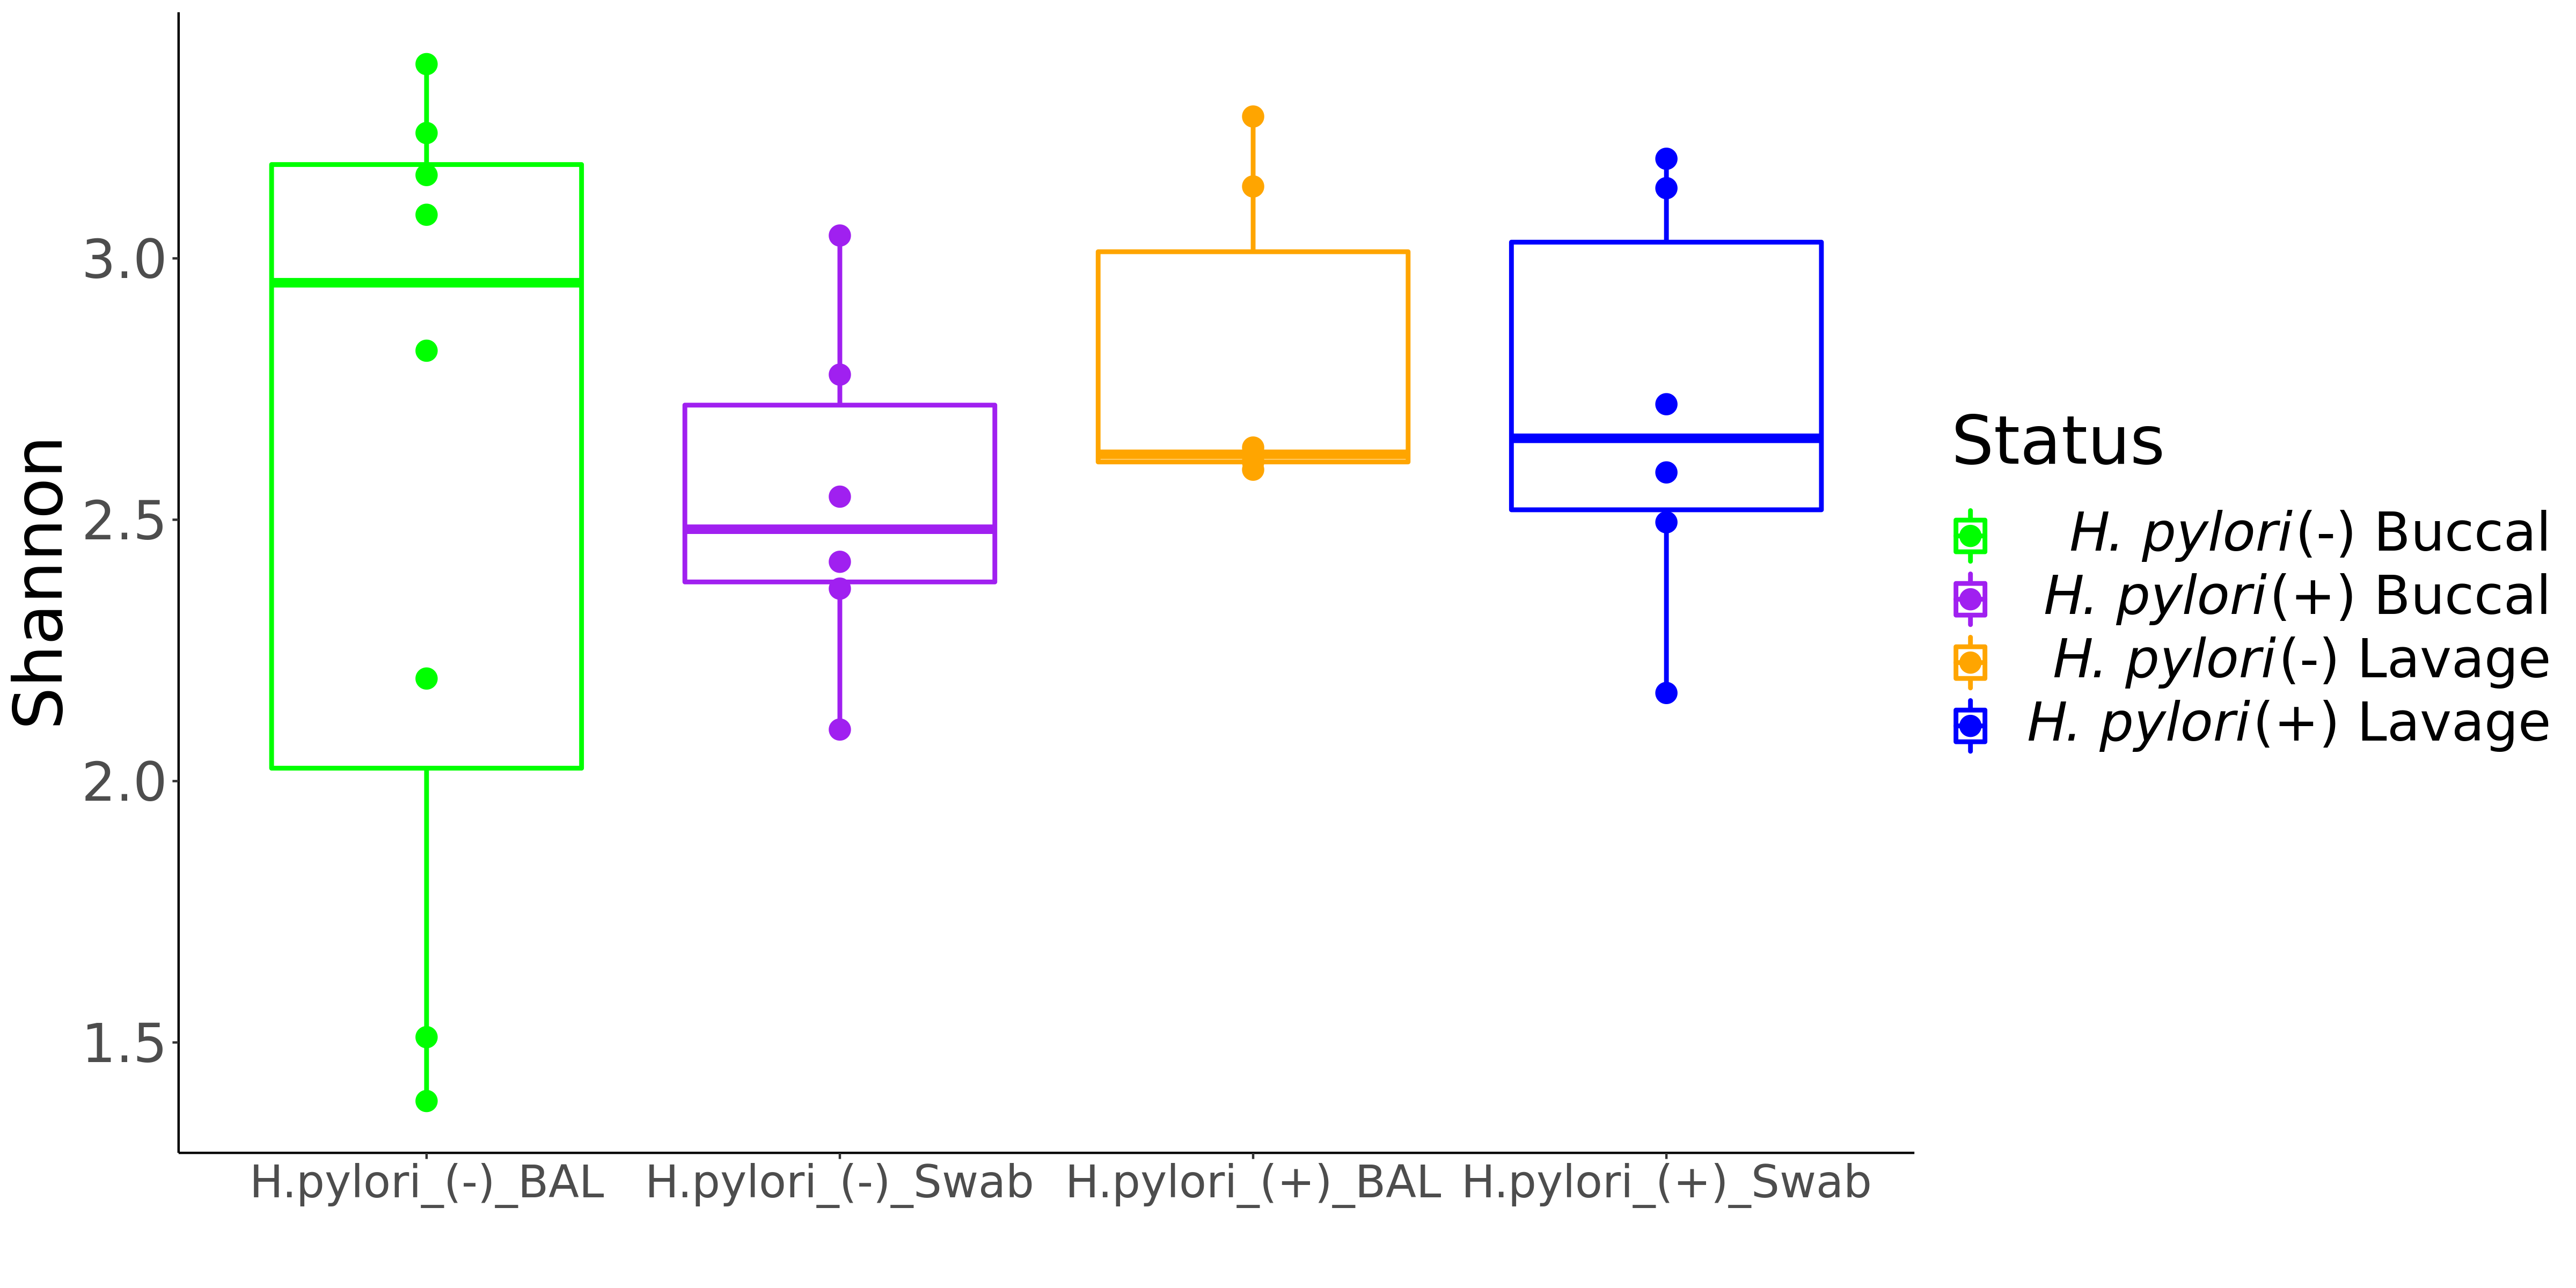 Shannon
3.0
2.5
2.0
1.5
H.pylori_(-)_BAL
H.pylori_(-)_Swab
H.pylori_(+)_BAL
H.pylori_(+)_Swab
Status
H. pylori(-) Buccal
H. pylori(+) Buccal
H. pylori(-) Lavage
H. pylori(+) Lavage